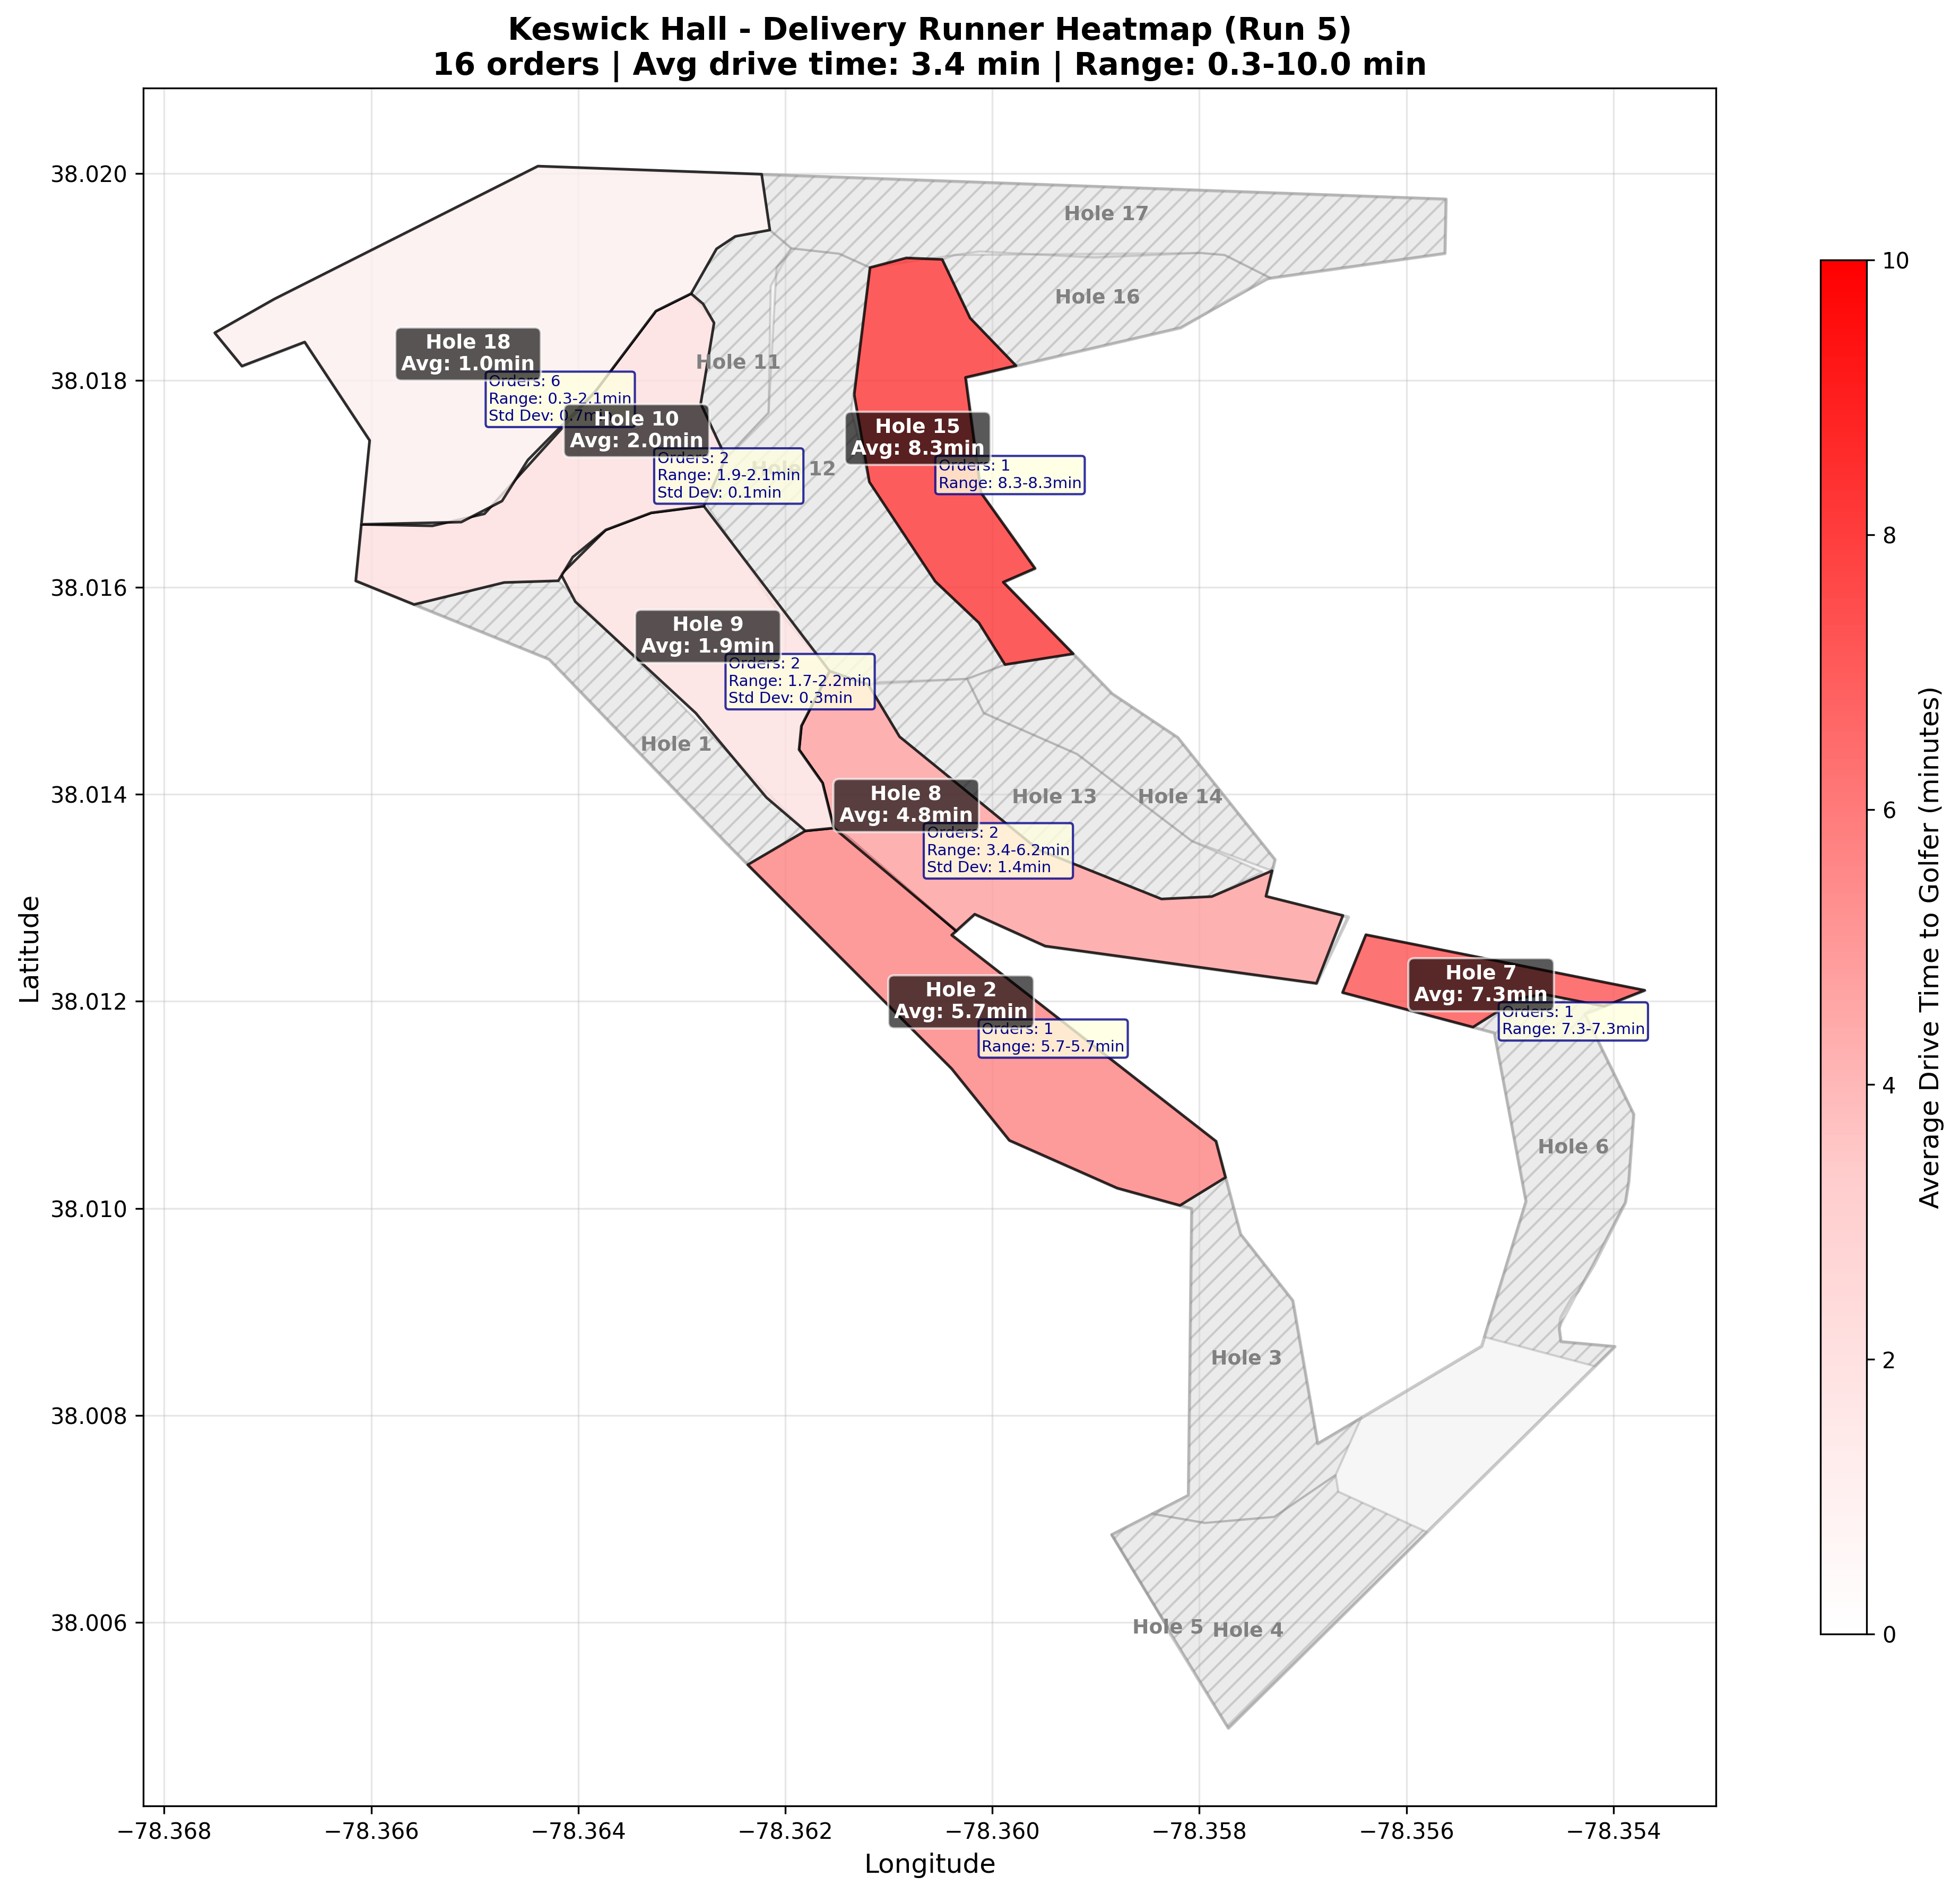 Keswick Hall - Delivery Runner Heatmap (Run 5)
16 orders | Avg drive time: 3.4 min | Range: 0.3-10.0 min
Hole 17
Hole 16
Hole 18
Avg: 1.0min
Orders: 6
Range: 0.3-2.1min
Std Dev: 0.7min
Hole 11
Hole 10
Avg: 2.0min
Orders: 2
Range: 1.9-2.1min
Std Dev: 0.1min
Hole 12
Hole 15
Avg: 8.3min
Orders: 1
Range: 8.3-8.3min
Hole 9
Avg: 1.9min
Orders: 2
Range: 1.7-2.2min
Std Dev: 0.3min
Hole 1
Hole 8
Avg: 4.8min
Orders: 2
Range: 3.4-6.2min
Std Dev: 1.4min
Hole 13
Hole 14
Hole 2
Avg: 5.7min
Orders: 1
Range: 5.7-5.7min
Hole 7
Avg: 7.3min
Orders: 1
Range: 7.3-7.3min
Hole 6
Hole 3
Hole 5
Hole 4
38.020
38.018
38.016
38.014
38.012
38.010
38.008
38.006
Latitude
−78.368
−78.366
−78.364
−78.362
−78.360
−78.358
−78.356
−78.354
Longitude
10
8
6
4
2
0
Average Drive Time to Golfer (minutes)